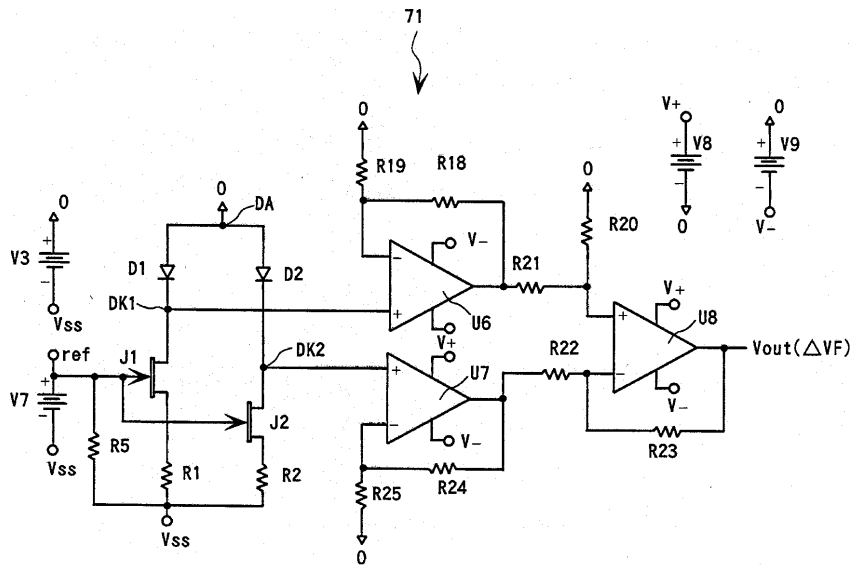 71
0
V+
0
R19
R18
+
V8
+
V9
0
0
0
DA
R20
-
-
+
V3
V-
0
V-
-
D1
D2
-
R21
V+
DK1
+
U6
+
U8
Vss
V+
Vout(△VF)
ref
J1
DK2
V+
R22
+
V7
+
U7
-
-
V-
J2
-
V-
R23
R5
Vss
R1
R2
R25
R24
Vss
0